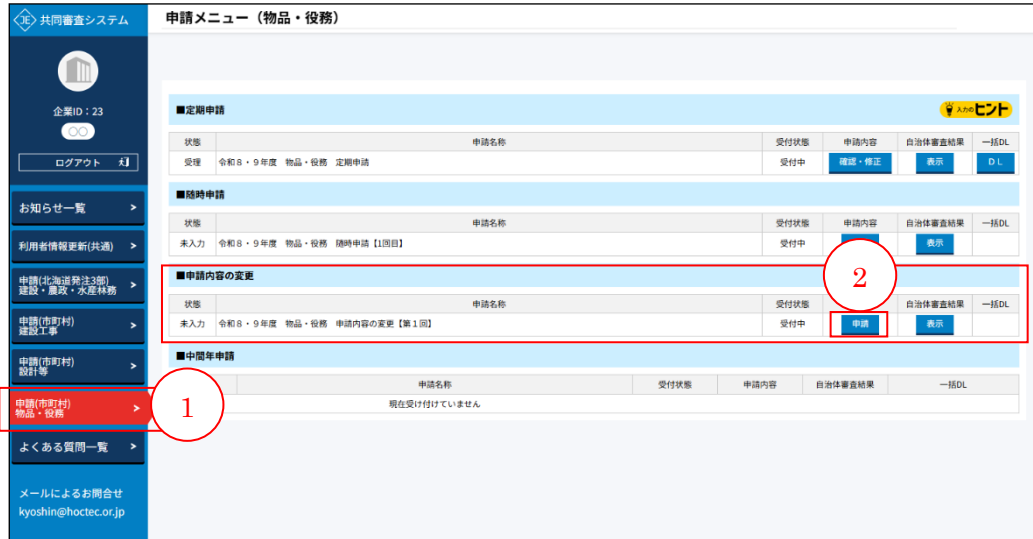 JE 共同審査システム
申請メニュー（物品・役務）
企業ID：23
○○
ログアウト
お知らせ一覧 >
利用者情報更新(共通) >
申請(北海道発注3部)
建設・農政・水産林務 >
申請(市町村)
建設工事 >
申請(市町村)
設計等 >
申請(市町村)
物品・役務 >
よくある質問一覧 >
メールによるお問合せ
kyoshin@hoctec.or.jp
1
■定期申請
入力のヒント
状態 申請名称 受付状態 申請内容 自治体審査結果 一括DL
受理 令和８・９年度 物品・役務 定期申請 受付中 確認・修正 表示 ＤＬ
■随時申請
状態 申請名称 受付状態 申請内容 自治体審査結果 一括DL
未入力 令和８・９年度 物品・役務 随時申請【1回目】 受付中 表示
■申請内容の変更
2
状態 申請名称 受付状態 自治体審査結果 一括DL
未入力 令和８・９年度 物品・役務 申請内容の変更【第１回】 受付中 申請 表示
■中間年申請
申請名称 受付状態 申請内容 自治体審査結果 一括DL
現在受け付けていません